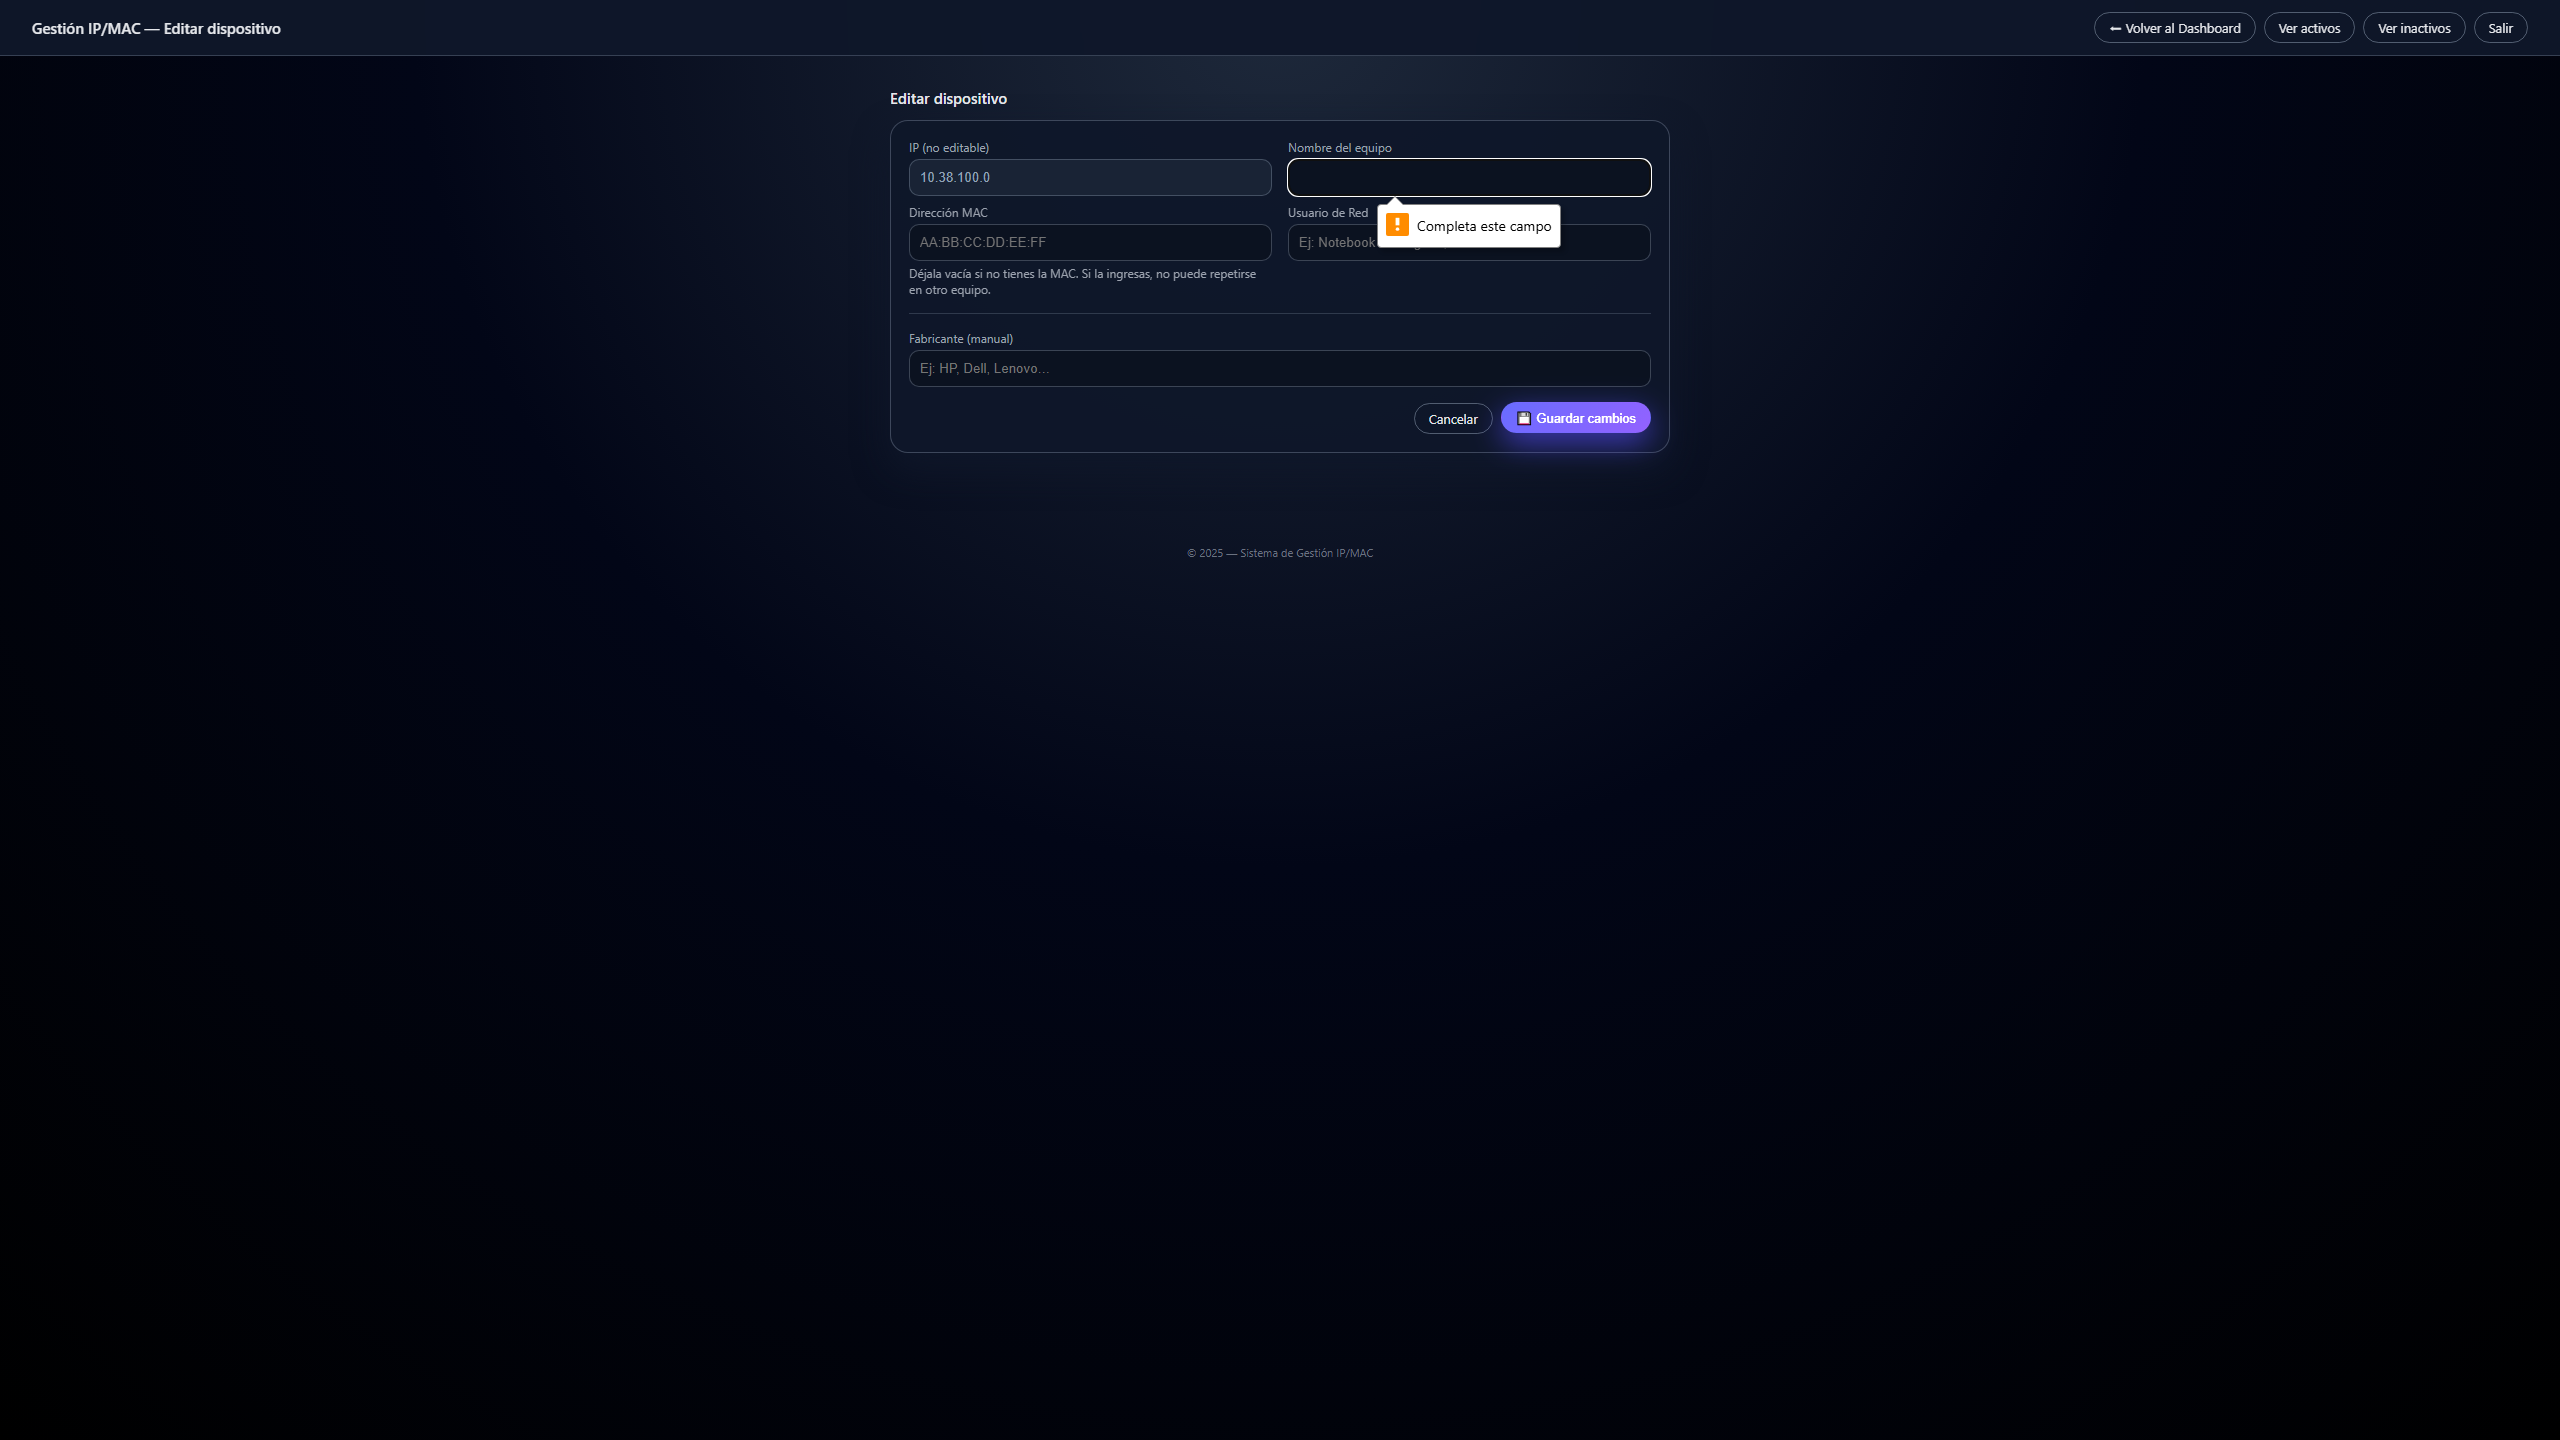 Gestión IP/MAC — Editar dispositivo
← Volver al Dashboard
Ver activos
Ver inactivos
Salir
Editar dispositivo
IP (no editable)
10.38.100.0
Nombre del equipo
Dirección MAC
AA:BB:CC:DD:EE:FF
Déjala vacía si no tienes la MAC. Si la ingresas, no puede repetirse
en otro equipo.
Usuario de Red
Ej: Notebook
Completa este campo
Fabricante (manual)
Ej: HP, Dell, Lenovo...
Cancelar
Guardar cambios
© 2025 — Sistema de Gestión IP/MAC